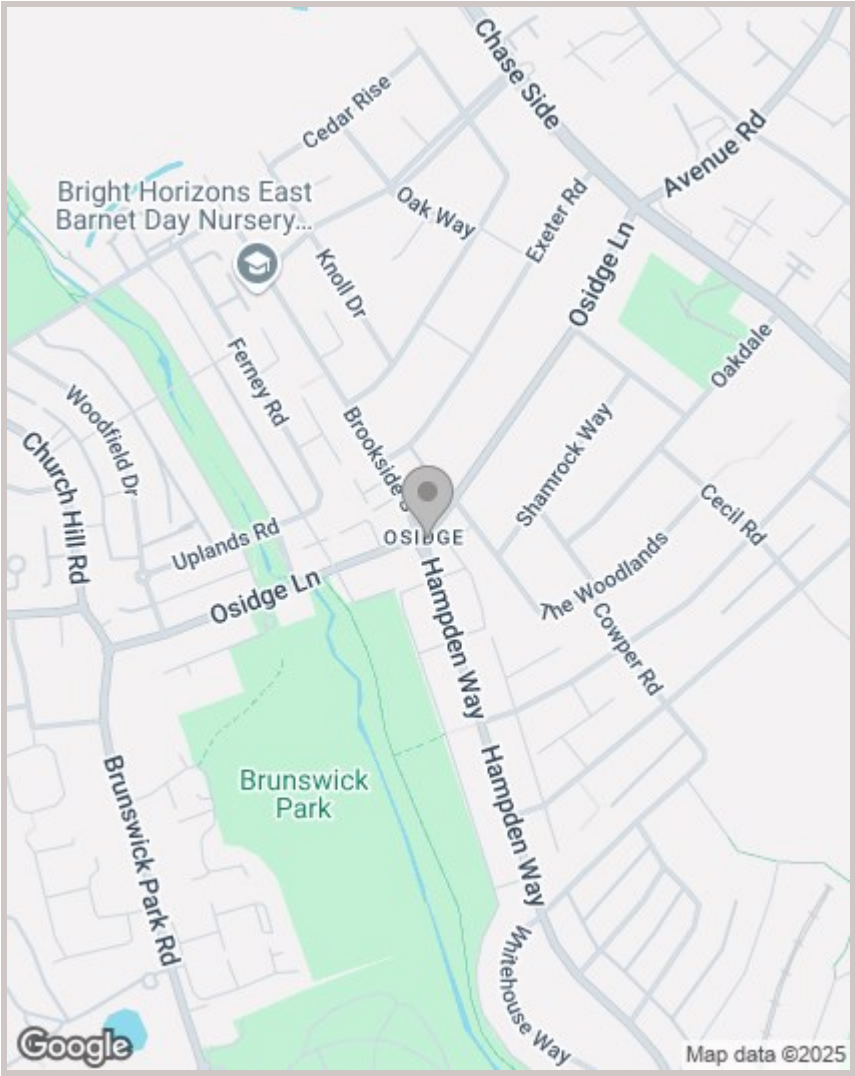 Chase Side
Cedar Rise
Avenue Rd
Bright Horizons East
Barnet Day Nursery...
Oak Way
Exeter Rd
Knoll Dr
Osidge Ln
Oakdale
Ferney Rd
Woodfield Dr
Church Hill Rd
Brookside S
Shamrock Way
Cecil Rd
Uplands Rd
OSIDGE
Osidge Ln
Hampden Way
The Woodlands
Cowper Rd
Brunswick
Park
Hampden Way
Brunswick Park Rd
Whitehouse Way
Google
Map data ©2025